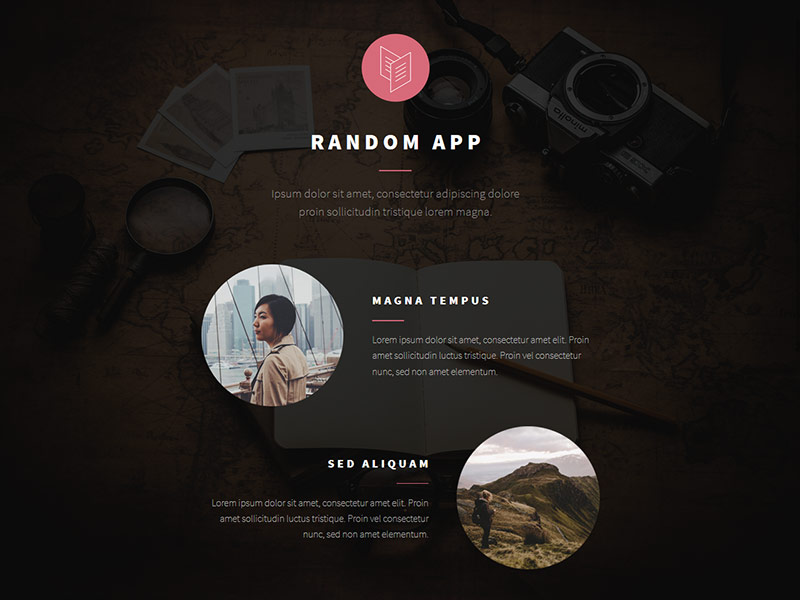 RANDOM APP
Ipsum dolor sit amet, consectetur adipiscing dolore
proin sollicitudin tristique lorem magna.
minolta
MAGNA TEMPUS
Lorem ipsum dolor sit amet, consectetur amet elit. Proin
amet sollicitudin luctus tristique. Proin vel consectetur
nunc, sed non amet elementum.
SED ALIQUAM
Lorem ipsum dolor sit amet, consectetur amet elit. Proin
amet sollicitudin luctus tristique. Proin vel consectetur
nunc, sed non amet elementum.